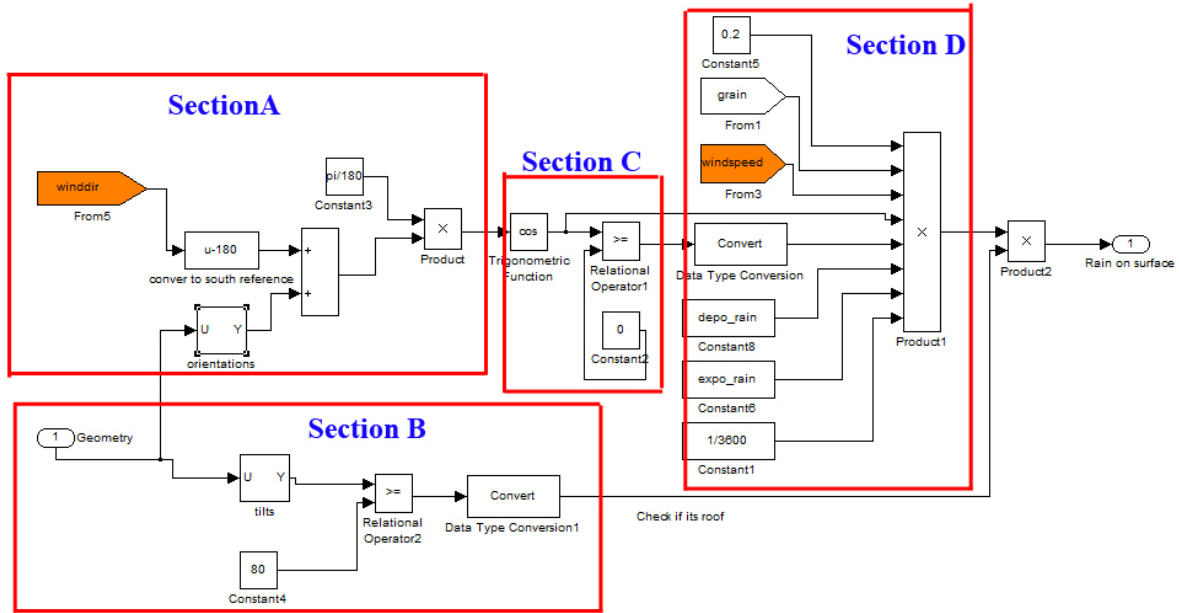 Section D
0.2
Constant5
grain
From1
windspeed
From3
SectionA
winddir
From5
pi/180
Constant3
u-180
conver to south reference
+
+
×
Product
U Y
orientations
Section C
cos
Trigonometric
Function
>=
Relational
Operator1
0
Constant2
Convert
Data Type Conversion
depo_rain
Constant8
expo_rain
Constant6
1/3600
Constant1
×
Product1
×
Product2
1
Rain on surface
Section B
1
Geometry
U Y
tilts
>=
Relational
Operator2
80
Constant4
Convert
Data Type Conversion1
Check if its roof